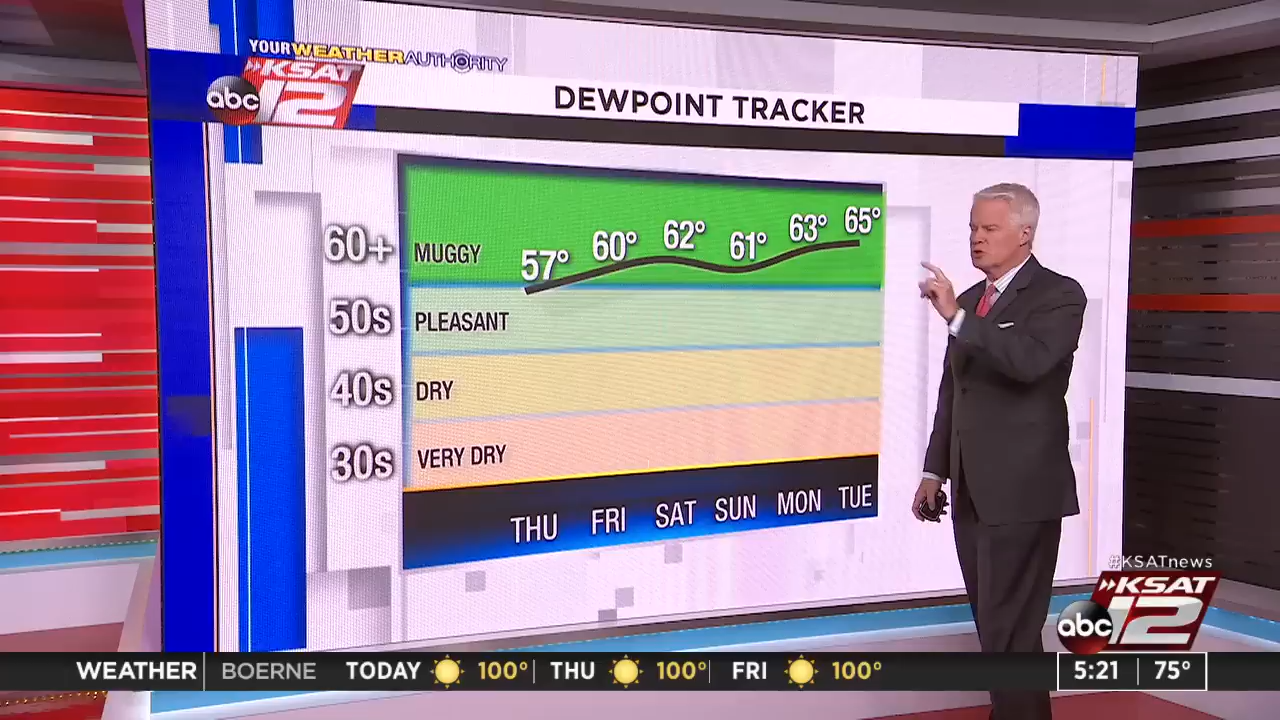 YOUR WEATHER AUTHORITY
»KSAT
abc 12
DEWPOINT TRACKER
60+ MUGGY
57° 60° 62° 61° 63° 65°
50s PLEASANT
40s DRY
30s VERY DRY
THU FRI SAT SUN MON TUE
#KSATnews
»KSAT
abc 12
WEATHER BOERNE TODAY 100° THU 100° FRI 100° 5:21 75°